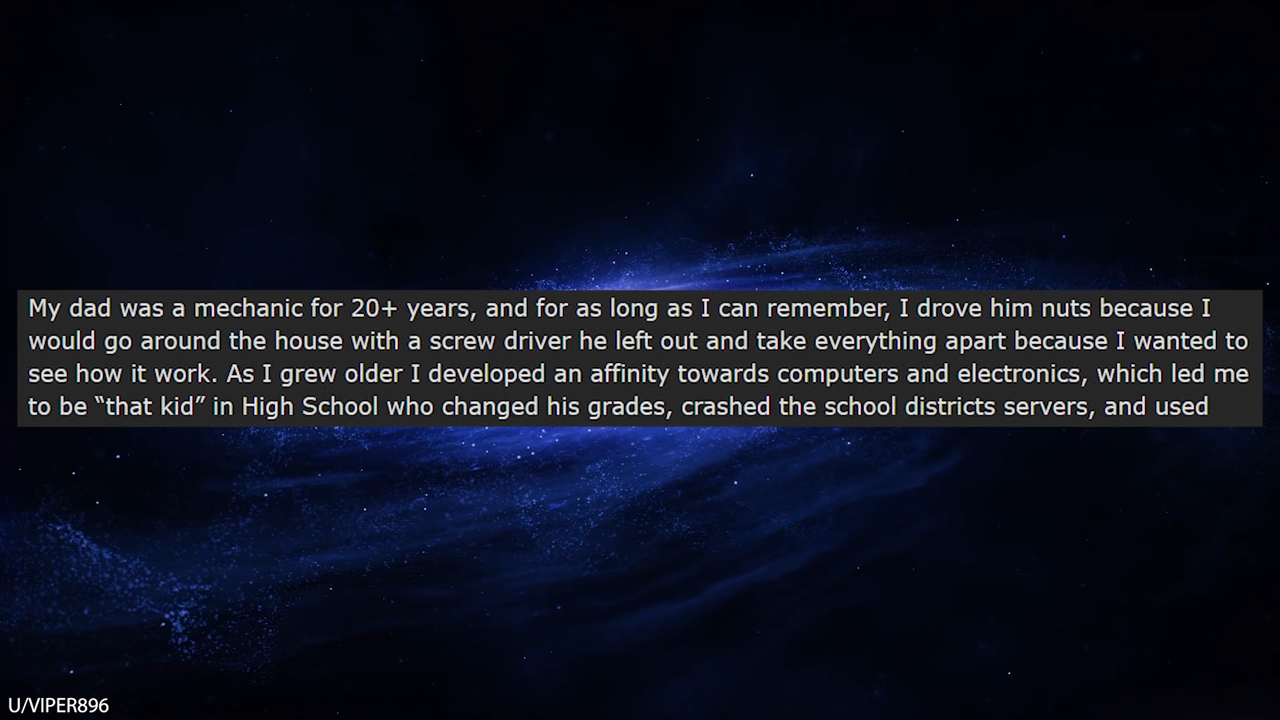 My dad was a mechanic for 20+ years, and for as long as I can remember, I drove him nuts because I
would go around the house with a screw driver he left out and take everything apart because I wanted to
see how it work. As I grew older I developed an affinity towards computers and electronics, which led me
to be “that kid” in High School who changed his grades, crashed the school districts servers, and used
U/VIPER896